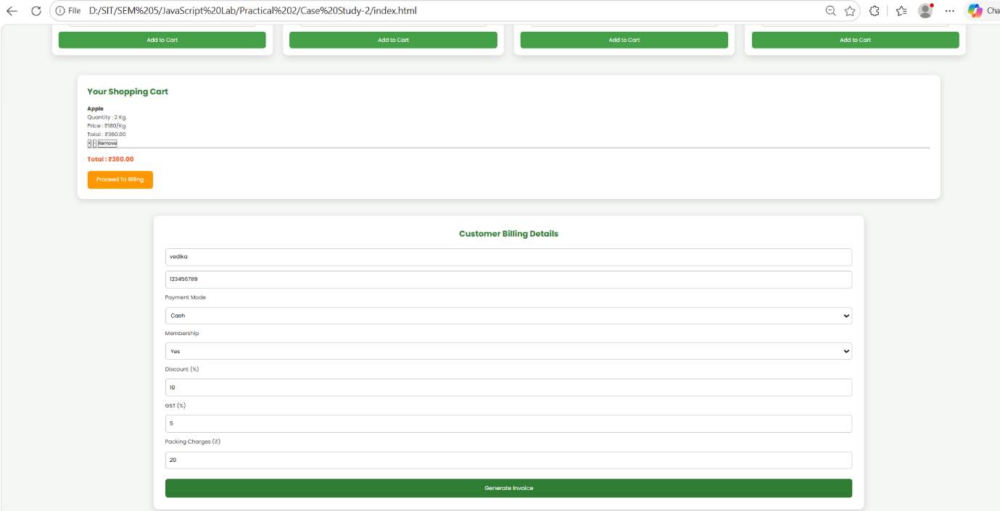 File D:/SIT/SEM%205/JavaScript%20Lab/Practical%202/Case%20Study-2/index.html Cha
Add to Cart Add to Cart Add to Cart Add to Cart
Your Shopping Cart
Apple
Quantity : 2 Kg
Price : ₹180/Kg
Total : ₹360.00
+ - Remove
Total : ₹360.00
Proceed To Billing
Customer Billing Details
vedika
123456789
Payment Mode
Cash
Membership
Yes
Discount (%)
10
GST (%)
5
Packing Charges (₹)
20
Generate Invoice